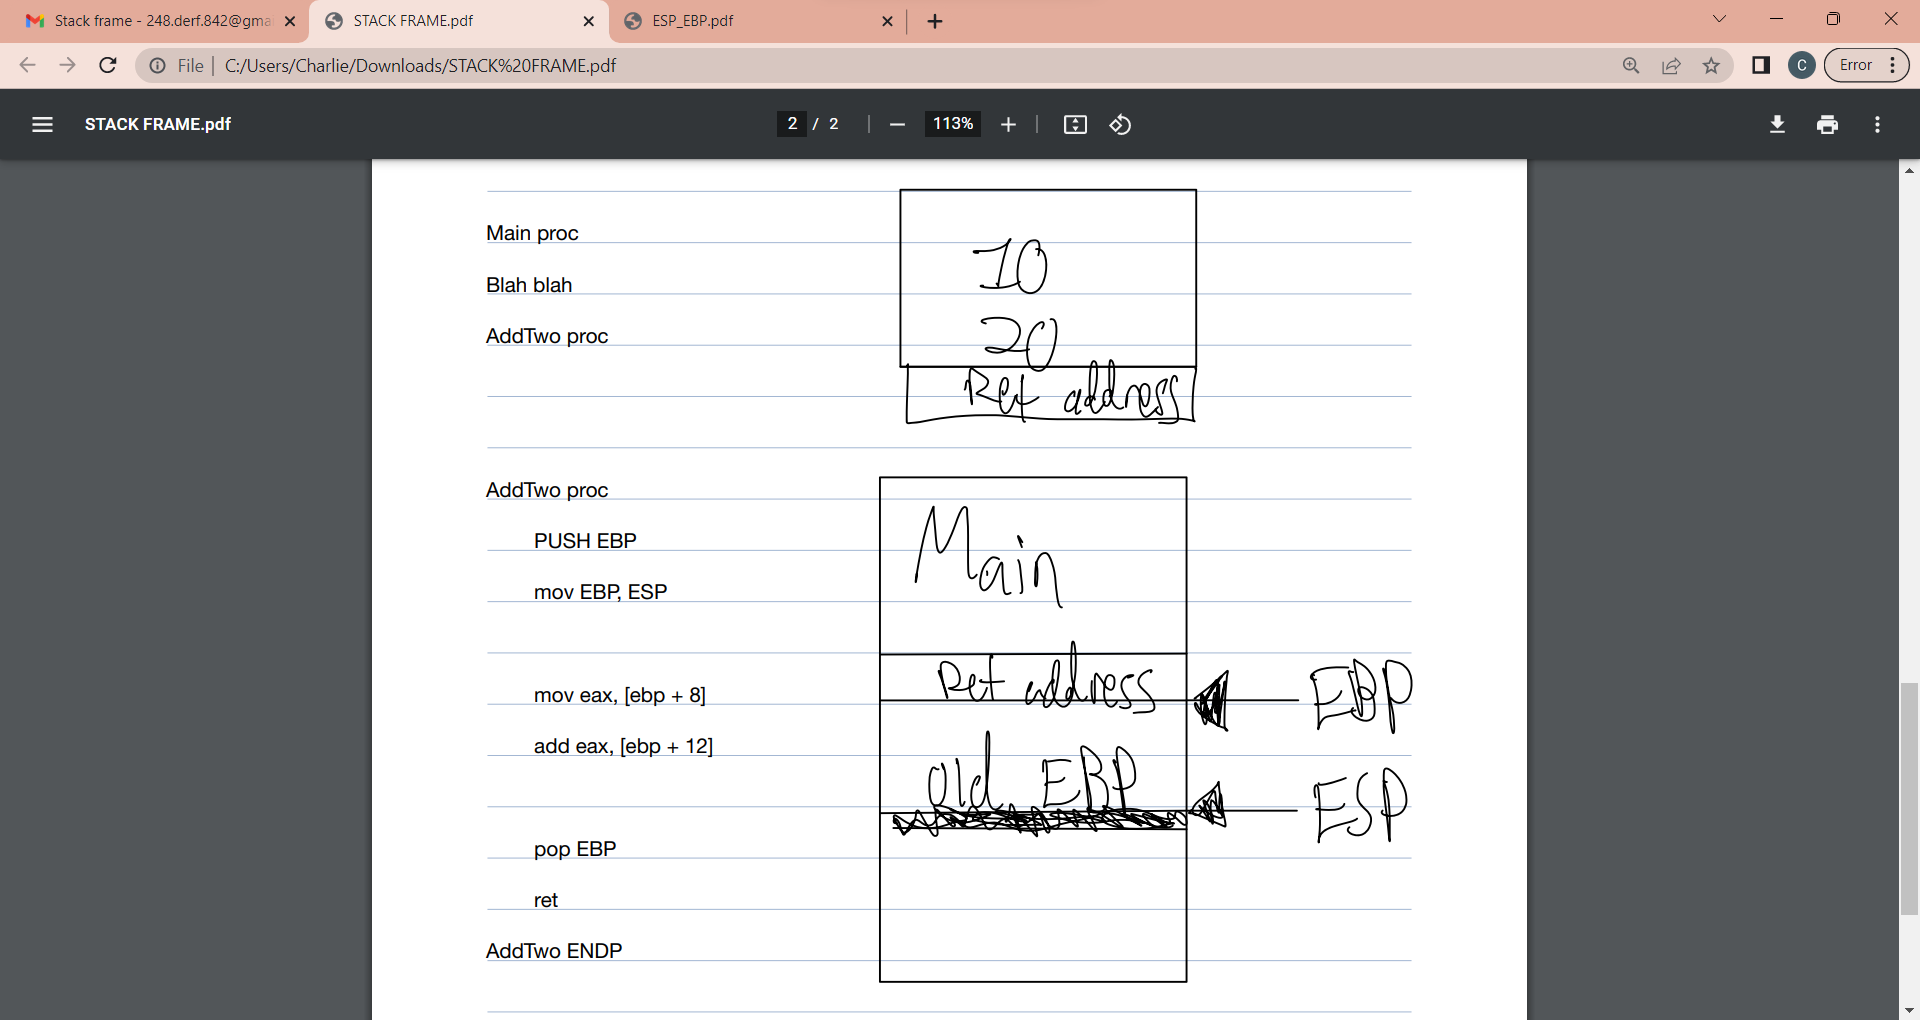 Stack frame - 248.derf.842@gma
STACK FRAME.pdf
ESP_EBP.pdf
File
C:/Users/Charlie/Downloads/STACK%20FRAME.pdf
C
Error
STACK FRAME.pdf
2 / 2
113%
Main proc
Blah blah
AddTwo proc
10
20
Ret address
AddTwo proc
PUSH EBP
mov EBP, ESP
mov eax, [ebp + 8]
add eax, [ebp + 12]
pop EBP
ret
AddTwo ENDP
Main
Ret address
EBP
Old EBP
ESP